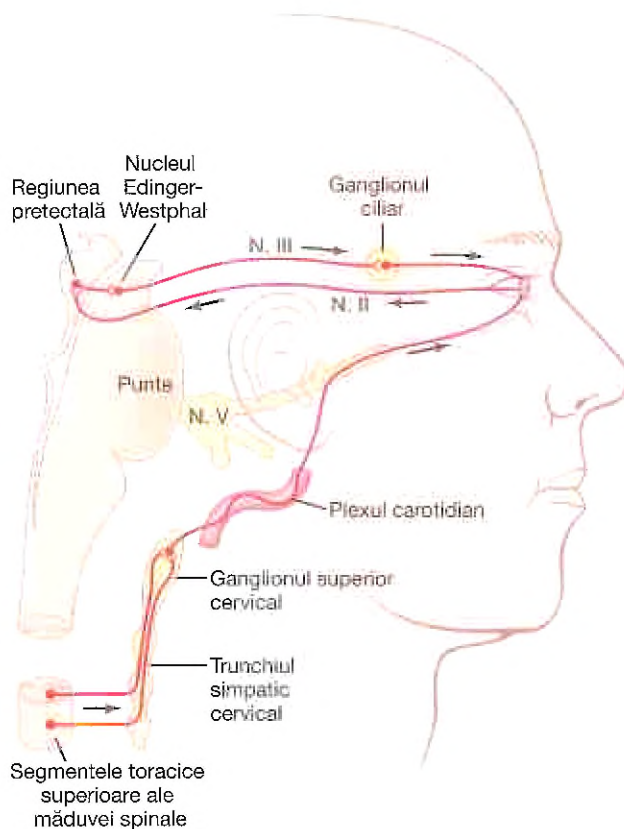 Nucleul
Edinger-
Westphal
Regiunea
pretectală
Ganglionul
ciliar
N. III
N. II
Punte
N. V
Plexul carotidian
Ganglionul superior
cervical
Trunchiul
simpatic
cervical
Segmentele toracice
superioare ale
măduvei spinale